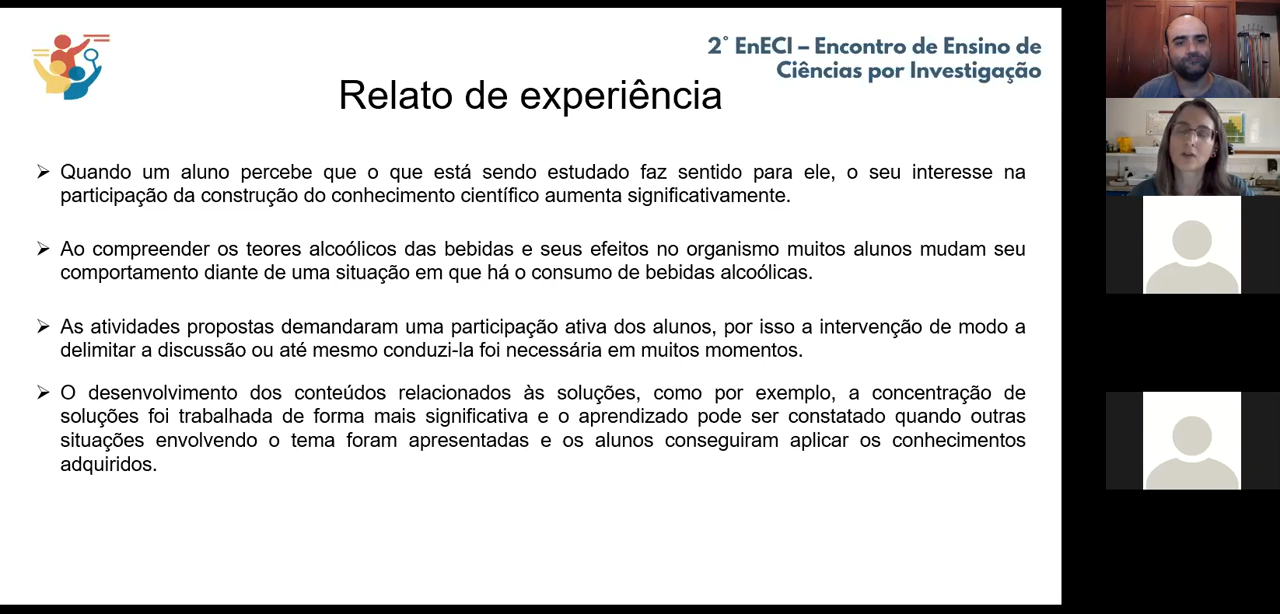 2° EnECI – Encontro de Ensino de
Ciências por Investigação
Relato de experiência
➢ Quando um aluno percebe que o que está sendo estudado faz sentido para ele, o seu interesse na
participação da construção do conhecimento científico aumenta significativamente.
➢ Ao compreender os teores alcoólicos das bebidas e seus efeitos no organismo muitos alunos mudam seu
comportamento diante de uma situação em que há o consumo de bebidas alcoólicas.
➢ As atividades propostas demandaram uma participação ativa dos alunos, por isso a intervenção de modo a
delimitar a discussão ou até mesmo conduzi-la foi necessária em muitos momentos.
➢ O desenvolvimento dos conteúdos relacionados às soluções, como por exemplo, a concentração de
soluções foi trabalhada de forma mais significativa e o aprendizado pode ser constatado quando outras
situações envolvendo o tema foram apresentadas e os alunos conseguiram aplicar os conhecimentos
adquiridos.